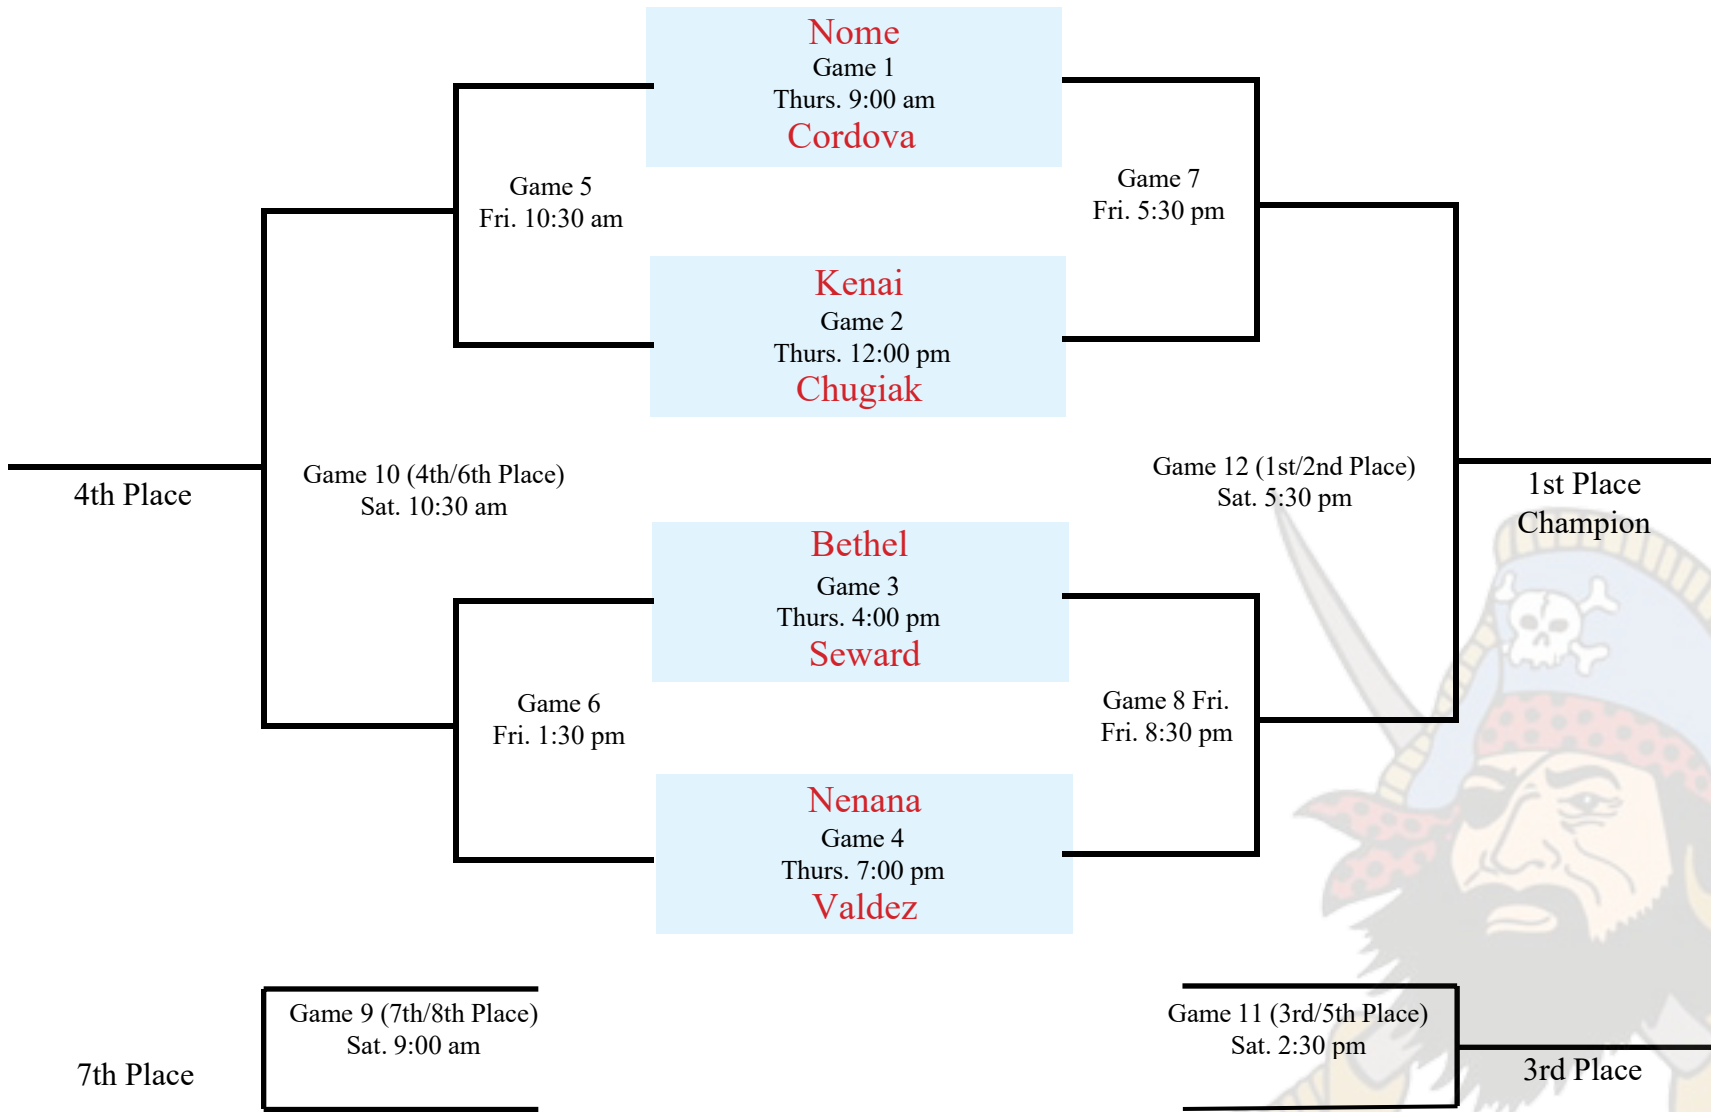 Nome
Game 1
Thurs. 9:00 am
Cordova
Game 5
Fri. 10:30 am
Game 7
Fri. 5:30 pm
Kenai
Game 2
Thurs. 12:00 pm
Chugiak
4th Place
Game 10 (4th/6th Place)
Sat. 10:30 am
Game 12 (1st/2nd Place)
Sat. 5:30 pm
1st Place
Champion
Bethel
Game 3
Thurs. 4:00 pm
Seward
Game 6
Fri. 1:30 pm
Game 8 Fri.
Fri. 8:30 pm
Nenana
Game 4
Thurs. 7:00 pm
Valdez
Game 9 (7th/8th Place)
Sat. 9:00 am
7th Place
Game 11 (3rd/5th Place)
Sat. 2:30 pm
3rd Place